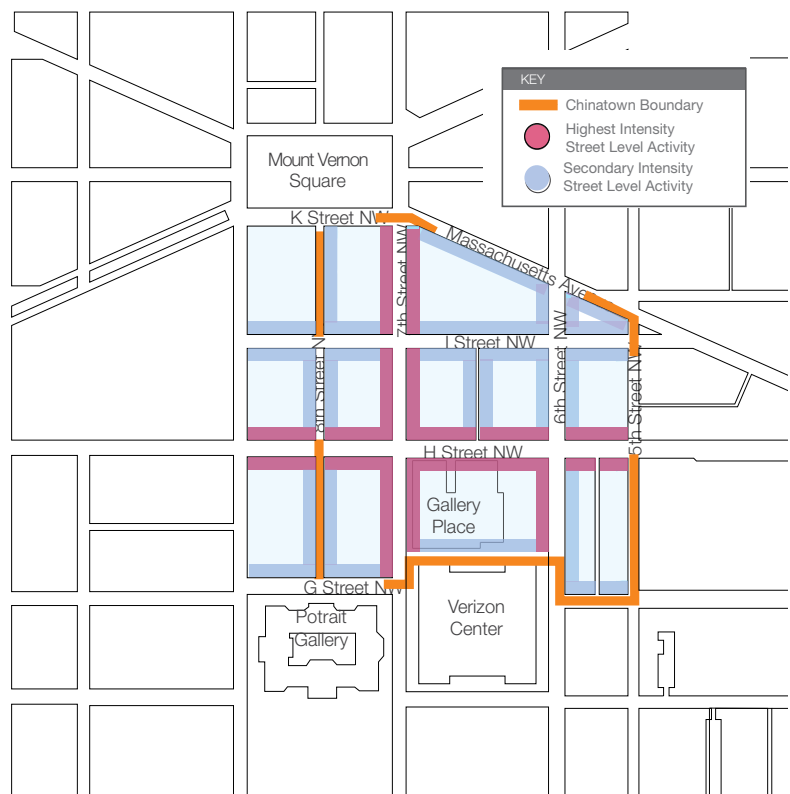 KEY
Chinatown Boundary
Highest Intensity
Street Level Activity
Secondary Intensity
Street Level Activity
Mount Vernon
Square
K Street NW
Massachusetts Avenue
7th Street NW
I Street NW
8th Street NW
6th Street NW
5th Street NW
H Street NW
Gallery
Place
G Street NW
Potrait
Gallery
Verizon
Center